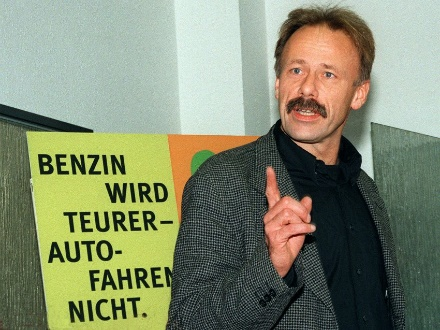 BENZIN
WIRD
TEURER–
AUTO-
FAHREN
NICHT.